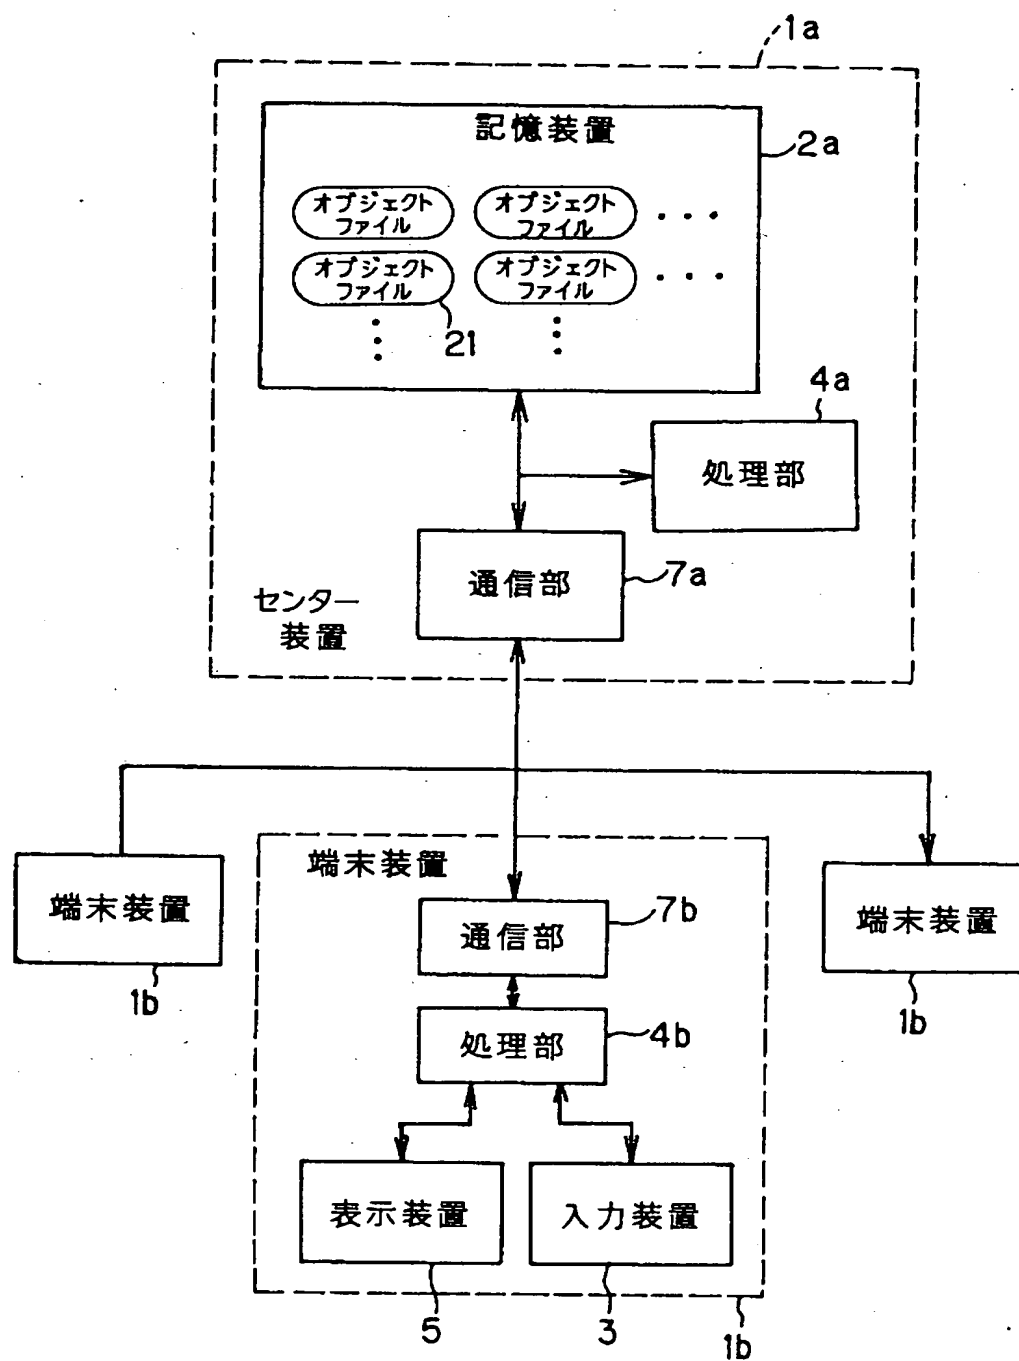 1a
記憶装置
2a
オブジェクト
ファイル
オブジェクト
ファイル
・・・
オブジェクト
ファイル
オブジェクト
ファイル
・・・
21
4a
処理部
通信部
7a
センター
装置
端末装置
1b
端末装置
通信部
7b
処理部
4b
表示装置
5
入力装置
3
1b
端末装置
1b